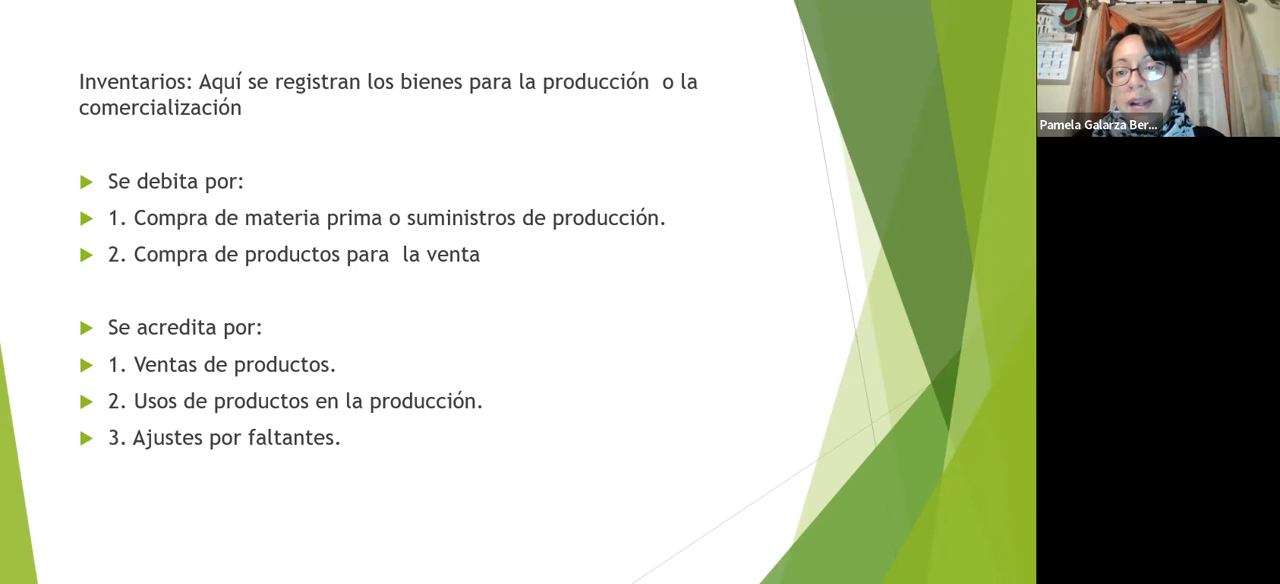 Inventarios: Aquí se registran los bienes para la producción  o la
comercialización
Se debita por:
1. Compra de materia prima o suministros de producción.
2. Compra de productos para  la venta
Se acredita por:
1. Ventas de productos.
2. Usos de productos en la producción.
3. Ajustes por faltantes.
Pamela Galarza Ber...